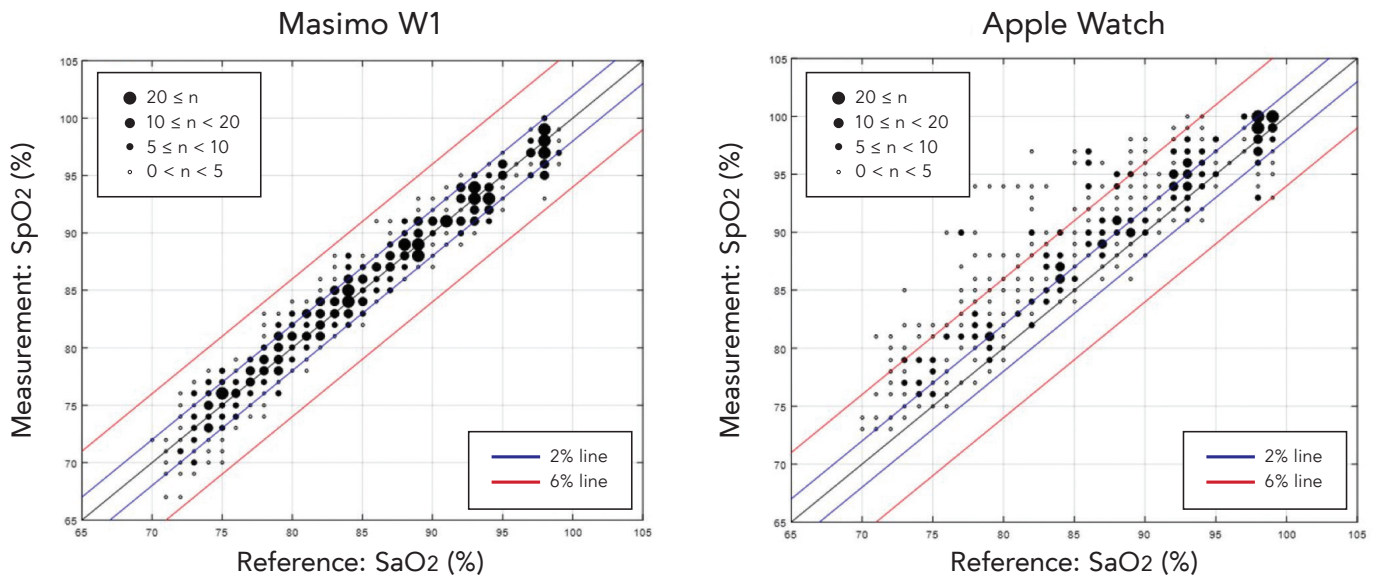 Masimo W1
Measurement: SpO2 (%)
105
100
95
90
85
80
75
70
65
20 ≤ n
10 ≤ n < 20
5 ≤ n < 10
0 < n < 5
2% line
6% line
65
70
75
80
85
90
95
100
105
Reference: SaO2 (%)
Apple Watch
Measurement: SpO2 (%)
105
100
95
90
85
80
75
70
65
20 ≤ n
10 ≤ n < 20
5 ≤ n < 10
0 < n < 5
2% line
6% line
65
70
75
80
85
90
95
100
105
Reference: SaO2 (%)